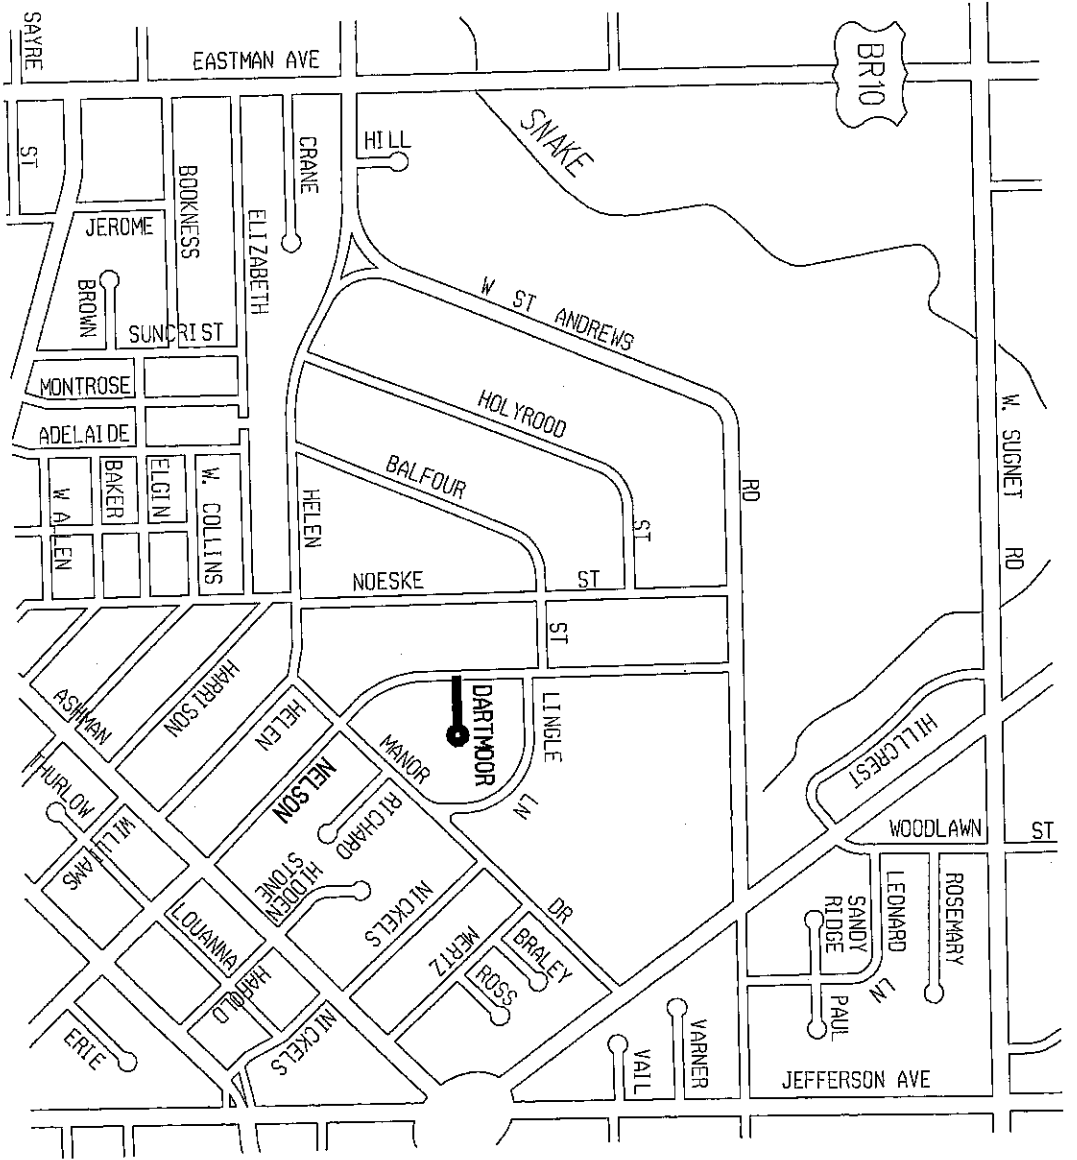 SAYRE
EASTMAN AVE
BR10
SNAKE
HILL
CRANE
ST
BOOKNESS
ELIZABETH
JEROME
BROWN
SUNCRIST
W ST ANDREWS
MONTROSE
HOLYROOD
W. SUGNET RD
ADELAIDE
BALFOUR
BAKER
ELGIN
W. COLLINS
W ALLEN
HELEN
RD
ST
NOESKE ST
ST
HARRISON
ASHMAN
HELEN
DARTMOOR
LINGLE
LN
MANOR
HILLCREST
THURLOW
NELSON
RICHARD
WILLIAMS
HIDDEN
STONE
NICKELS
WOODLAWN ST
LOUANNA
MERTZ
DR
BRALEY
ROSS
SANDY
RIDGE
LEONARD
LN
ROSEMARY
HAROLD
NICKELS
PAUL
ERIE
VAIL
VARNER
JEFFERSON AVE